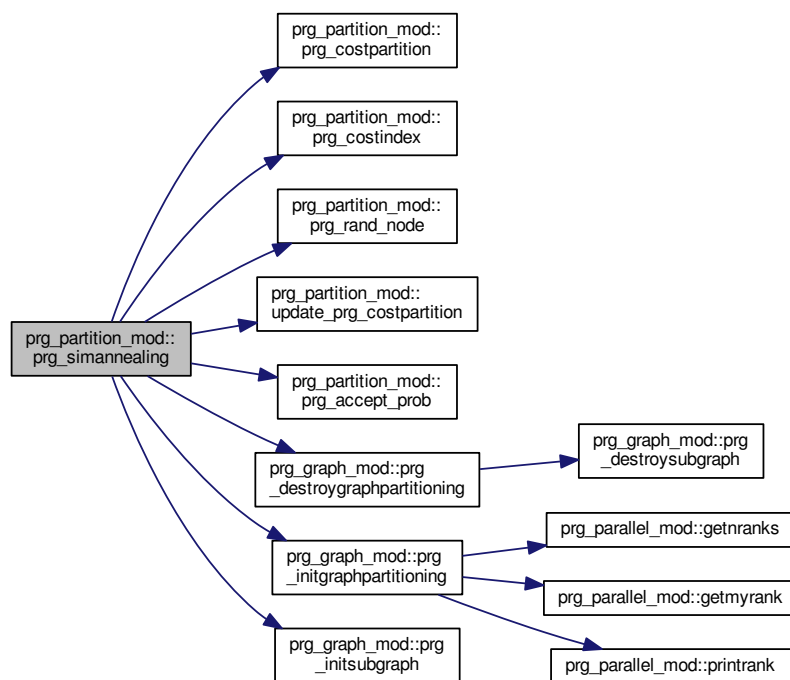 prg_partition_mod::
prg_simannealing
prg_partition_mod::
prg_costpartition
prg_partition_mod::
prg_costindex
prg_partition_mod::
prg_rand_node
prg_partition_mod::
update_prg_costpartition
prg_partition_mod::
prg_accept_prob
prg_graph_mod::prg
_destroygraphpartitioning
prg_graph_mod::prg
_destroysubgraph
prg_graph_mod::prg
_initgraphpartitioning
prg_parallel_mod::getnranks
prg_parallel_mod::getmyrank
prg_parallel_mod::printrank
prg_graph_mod::prg
_initsubgraph